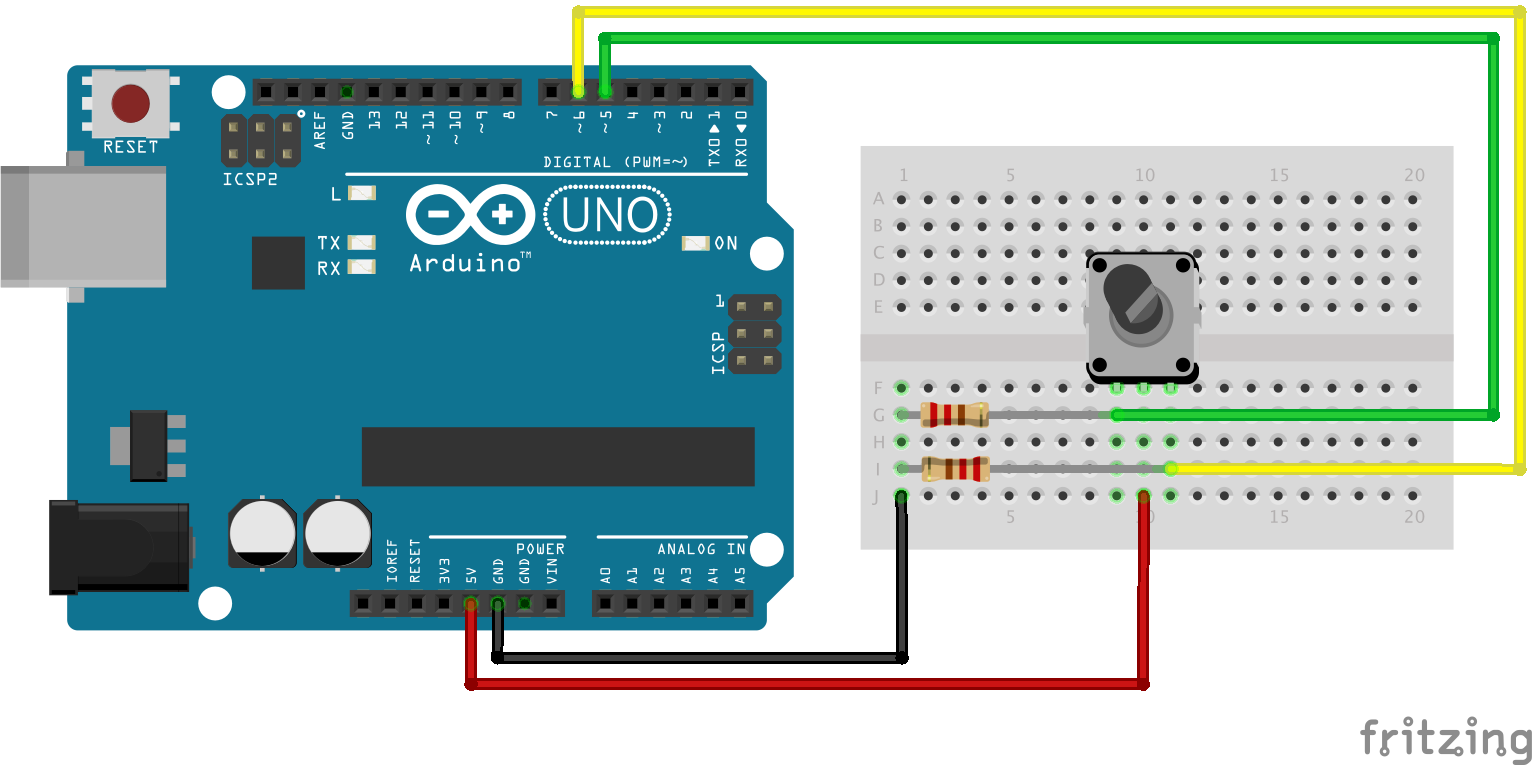 RESET
ICSP2
AREF
GND
13
12
~11
~10
~9
8
7
~6
~5
4
~3
2
TX0▶1
RX0◀0
DIGITAL (PWM=~)
L
TX
RX
UNO
Arduino™
ON
1
ICSP
IOREF
RESET
3V3
5V
GND
GND
VIN
POWER
ANALOG IN
A0
A1
A2
A3
A4
A5
1 5 10 15 20
A
B
C
D
E
F
G
H
I
J
5 10 15 20
fritzing